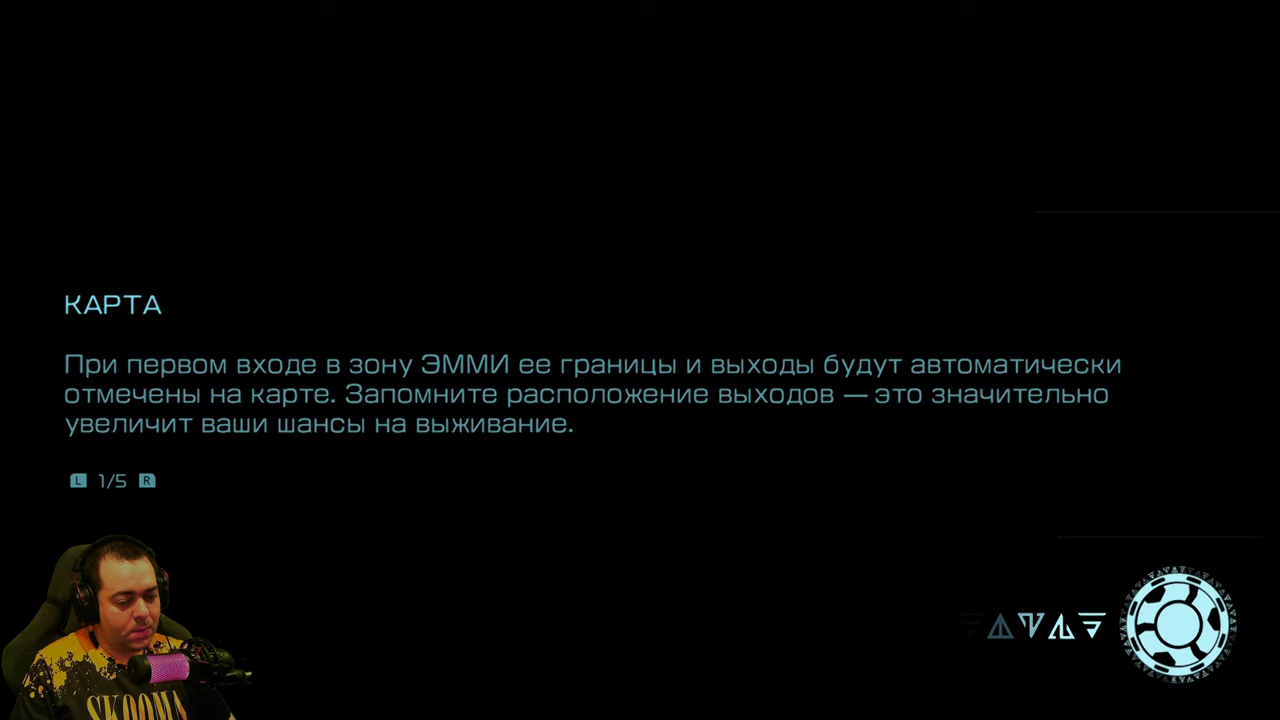 КАРТА
При первом входе в зону ЭММИ ее границы и выходы будут автоматически
отмечены на карте. Запомните расположение выходов — это значительно
увеличит ваши шансы на выживание.
L 1/5 R
SKOOMA